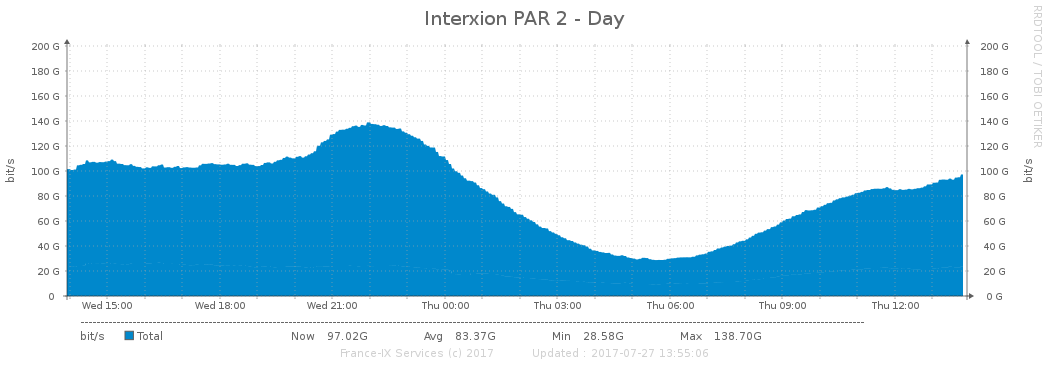 Interxion PAR 2 - Day
RRDTOOL / TOBI OETIKER
bit/s
200 G
180 G
160 G
140 G
120 G
100 G
80 G
60 G
40 G
20 G
0
200 G
180 G
160 G
140 G
120 G
100 G
80 G
60 G
40 G
20 G
0 G
bit/s
Wed 15:00 Wed 18:00 Wed 21:00 Thu 00:00 Thu 03:00 Thu 06:00 Thu 09:00 Thu 12:00
bit/s Total Now 97.02G Avg 83.37G Min 28.58G Max 138.70G
France-IX Services (c) 2017 Updated : 2017-07-27 13:55:06